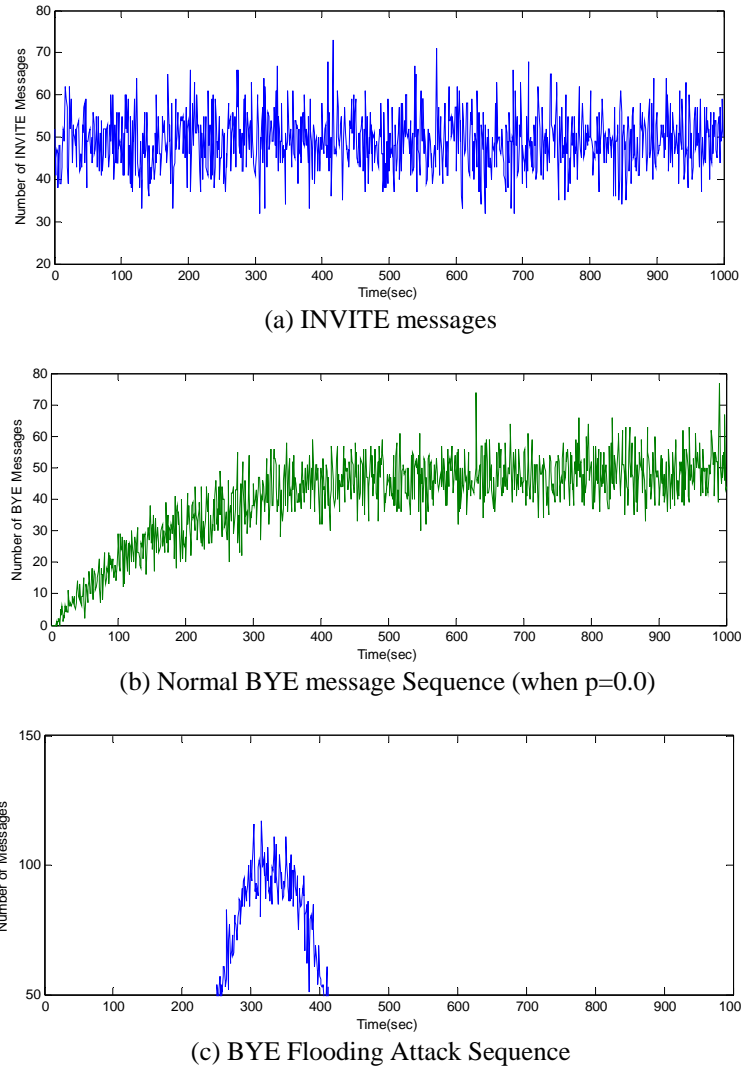 80
70
60
50
40
30
20
0 100 200 300 400 500 600 700 800 900 1000
Number of INVITE Messages
Time(sec)
(a) INVITE messages
80
70
60
50
40
30
20
10
0
0 100 200 300 400 500 600 700 800 900 1000
Number of BYE Messages
Time(sec)
(b) Normal BYE message Sequence (when p=0.0)
150
100
50
0 100 200 300 400 500 600 700 800 900 100
Number of Messages
Time(sec)
(c) BYE Flooding Attack Sequence